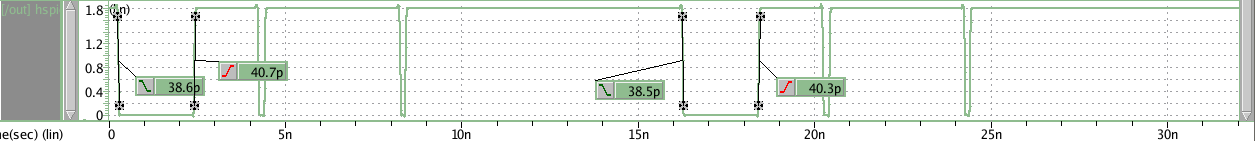 [/out] hspi
1.8 (lin)
1.2
0.8
0.4
0
38.6p
40.7p
38.5p
40.3p
ne(sec) (lin) 0 5n 10n 15n 20n 25n 30n